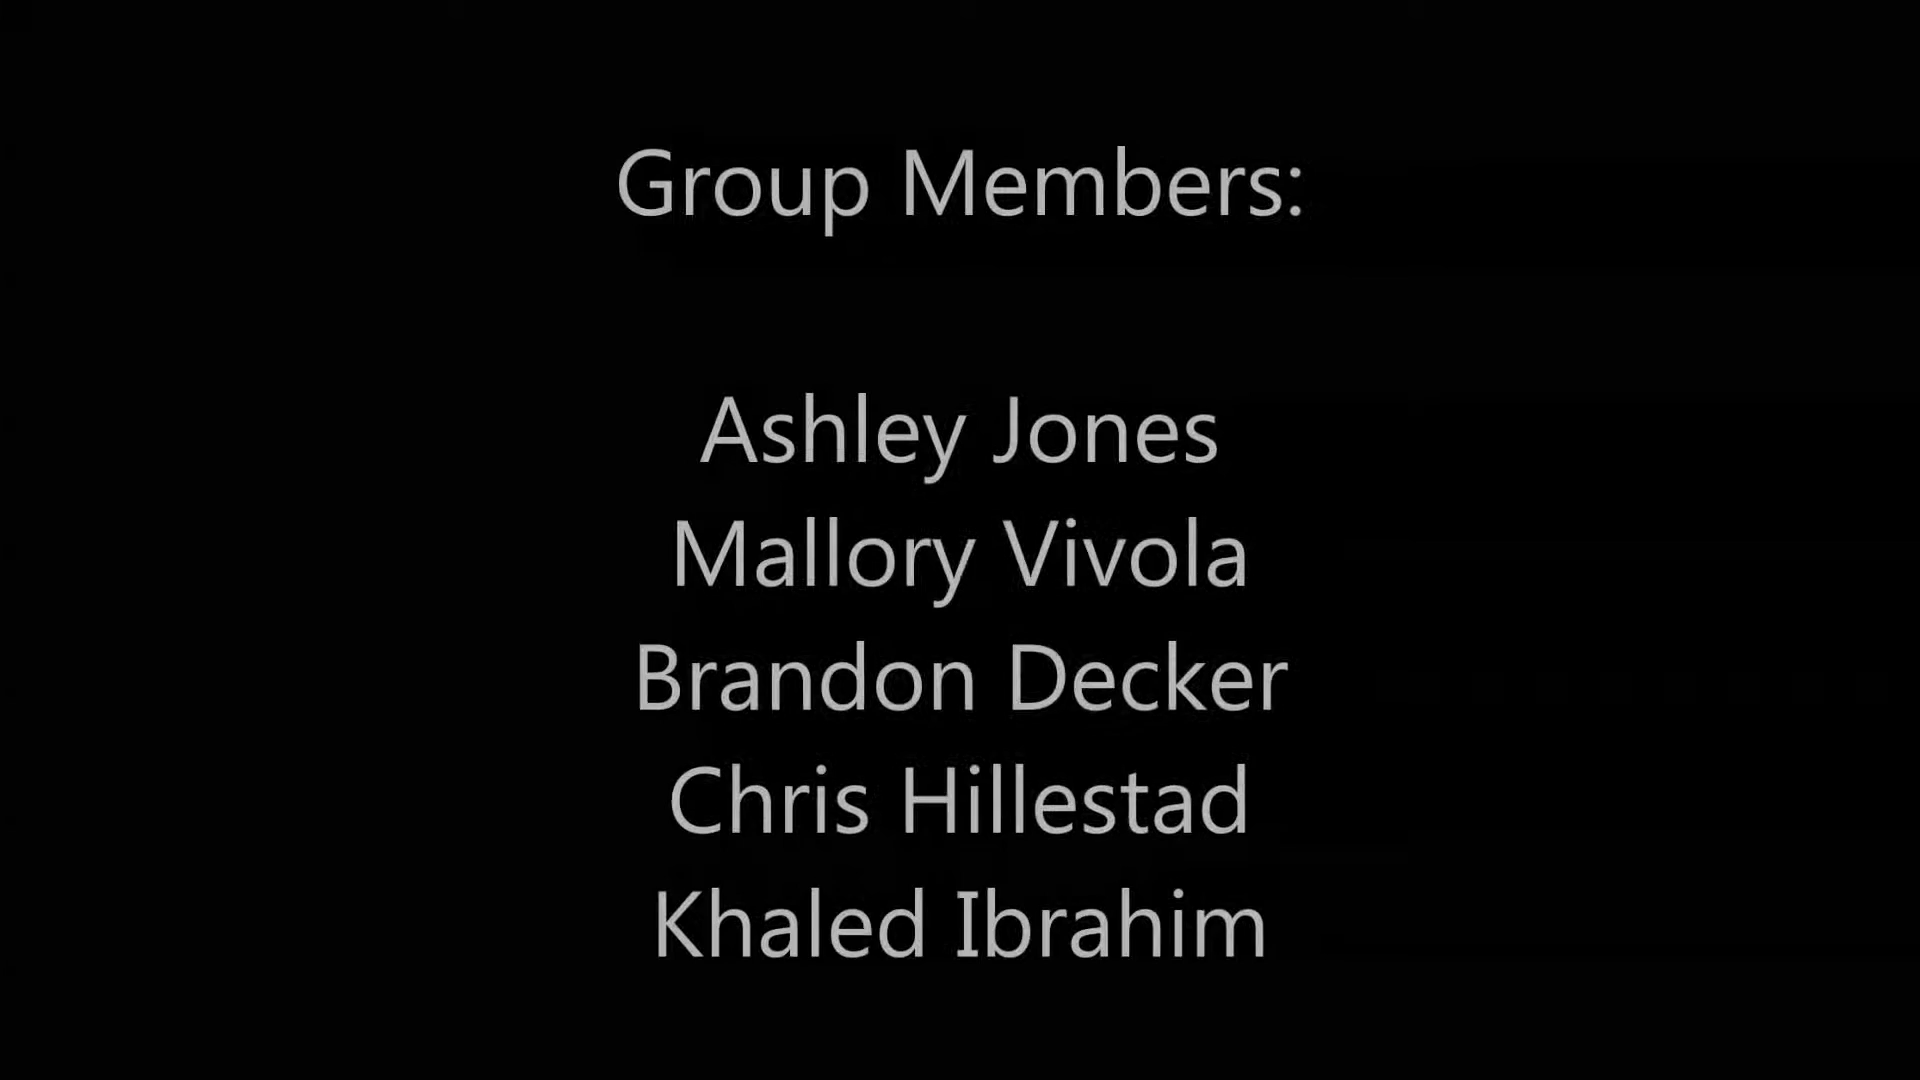 Group Members:
Ashley Jones
Mallory Vivola
Brandon Decker
Chris Hillestad
Khaled Ibrahim